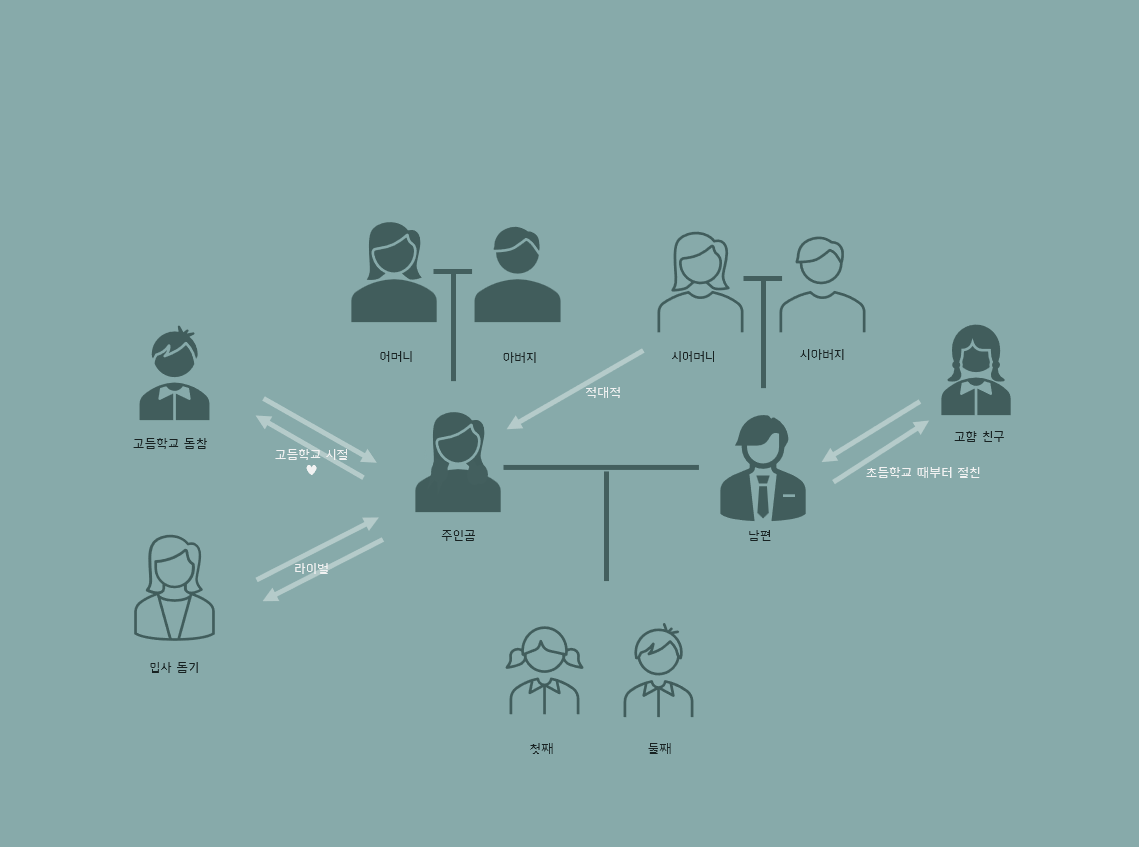 어머니
아버지
시어머니
시아버지
적대적
고등학교 동창
고향 친구
고등학교 시절
♥
초등학교 때부터 절친
주인공
남편
라이벌
입사 동기
첫째
둘째